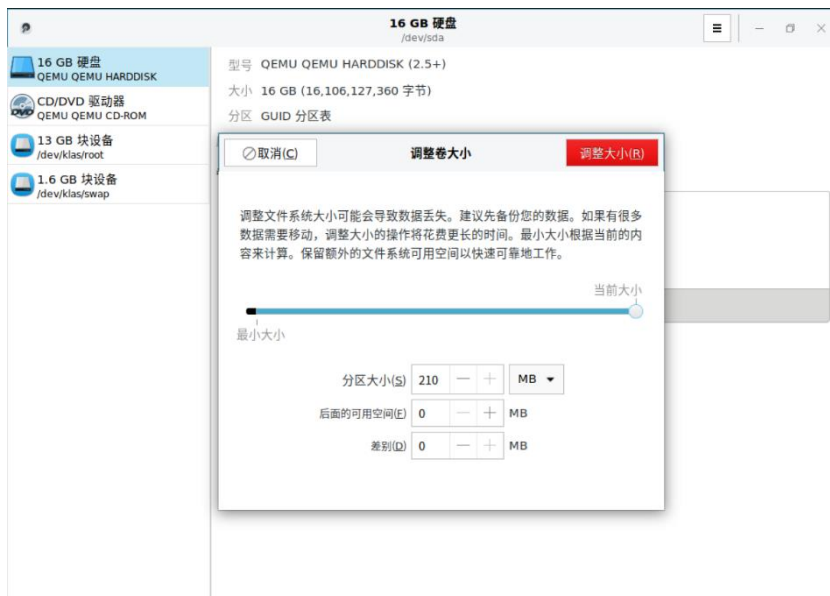 16 GB 硬盘
/dev/sda
16 GB 硬盘
QEMU QEMU HARDDISK
CD/DVD 驱动器
QEMU QEMU CD-ROM
13 GB 块设备
/dev/klas/root
1.6 GB 块设备
/dev/klas/swap
型号 QEMU QEMU HARDDISK (2.5+)
大小 16 GB (16,106,127,360 字节)
分区 GUID 分区表
取消(C)
调整卷大小
调整大小(R)
调整文件系统大小可能会导致数据丢失。建议先备份您的数据。如果有很多
数据需要移动，调整大小的操作将花费更长的时间。最小大小根据当前的内
容来计算。保留额外的文件系统可用空间以快速可靠地工作。
当前大小
最小大小
分区大小(S) 210 — + MB
后面的可用空间(F) 0 — + MB
差别(D) 0 — + MB